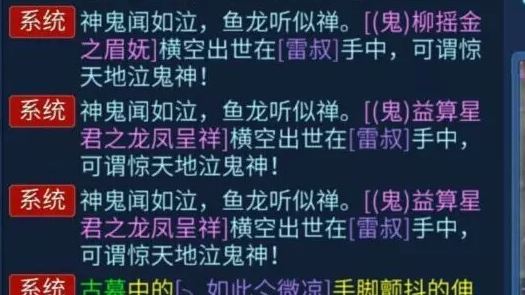 系统 神鬼闻如泣，鱼龙听似禅。[(鬼)柳摇金
之眉妩]横空出世在[雷叔]手中，可谓惊
天地泣鬼神！
系统 神鬼闻如泣，鱼龙听似禅。[(鬼)益算星
君之龙凤呈祥]横空出世在[雷叔]手中，
可谓惊天地泣鬼神！
系统 神鬼闻如泣，鱼龙听似禅。[(鬼)益算星
君之龙凤呈祥]横空出世在[雷叔]手中，
可谓惊天地泣鬼神！
系统 古墓中的[╮如此仒微凉]手脚颤抖的伸